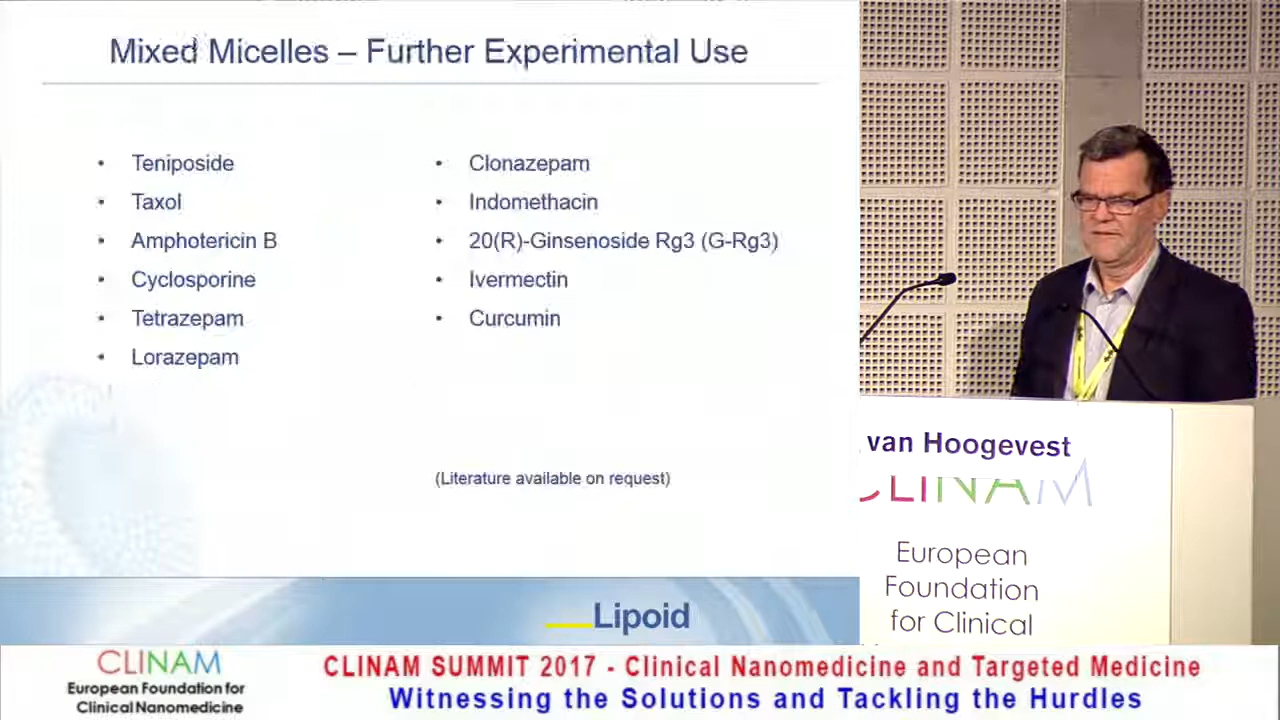 Mixed Micelles – Further Experimental Use
• Teniposide
• Taxol
• Amphotericin B
• Cyclosporine
• Tetrazepam
• Lorazepam
• Clonazepam
• Indomethacin
• 20(R)-Ginsenoside Rg3 (G-Rg3)
• Ivermectin
• Curcumin
(Literature available on request)
Lipoid
van Hoogevest
CLINAM
European
Foundation
for Clinical
CLINAM
European Foundation for
Clinical Nanomedicine
CLINAM SUMMIT 2017 - Clinical Nanomedicine and Targeted Medicine
Witnessing the Solutions and Tackling the Hurdles